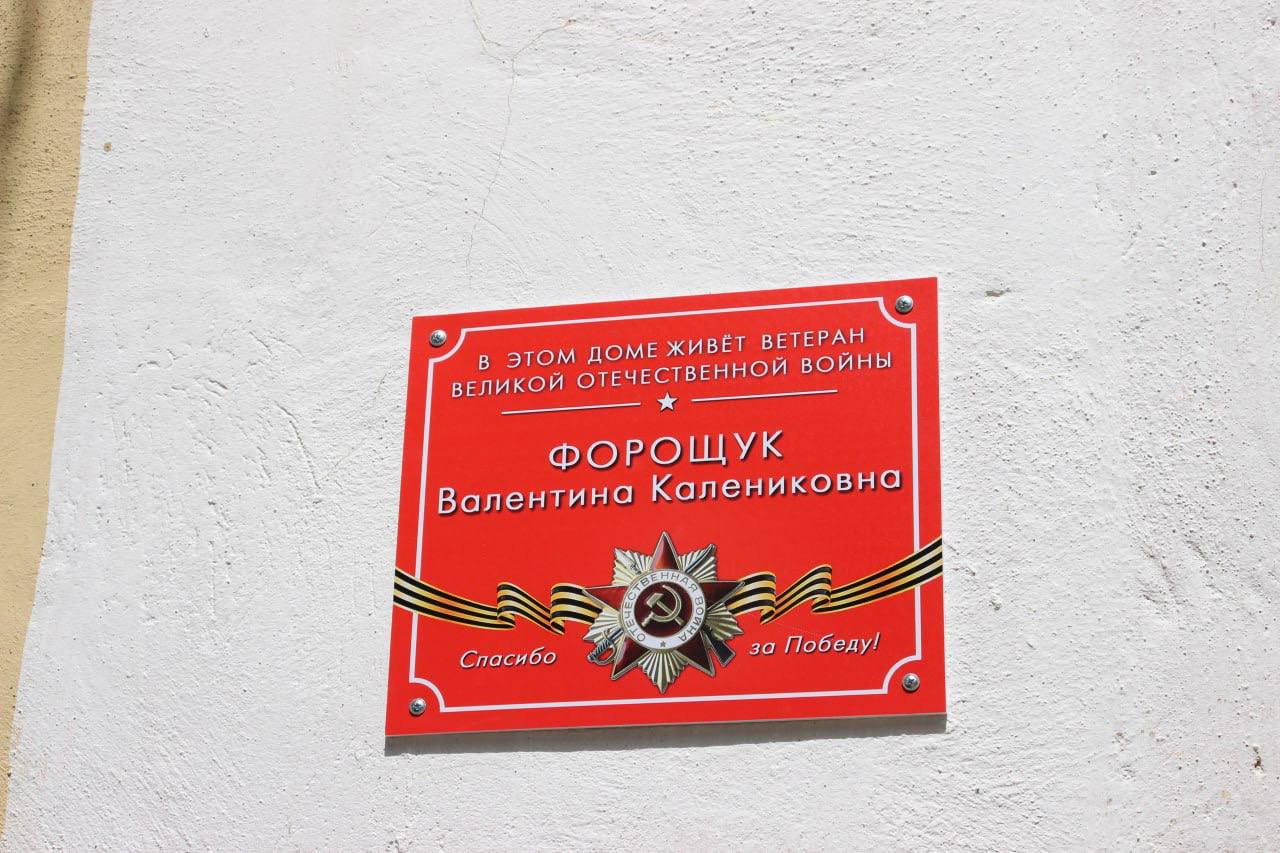 В ЭТОМ ДОМЕ ЖИВЁТ ВЕТЕРАН
ВЕЛИКОЙ ОТЕЧЕСТВЕННОЙ ВОЙНЫ
ФОРОЩУК
Валентина Калениковна
ОТЕЧЕСТВЕННАЯ ВОЙНА
Спасибо за Победу!